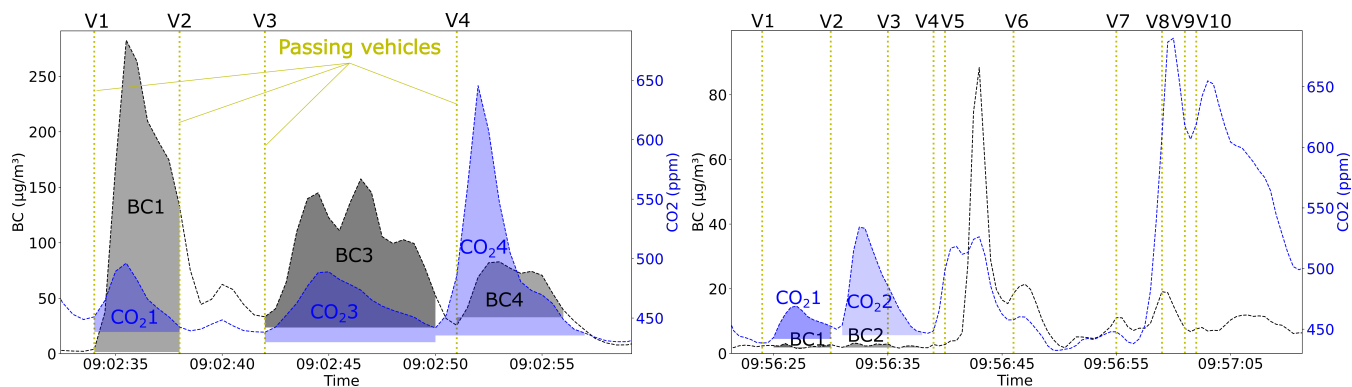 V1 V2 V3 V4
Passing vehicles
BC (µg/m³)
250
200
150
100
50
0
BC1
CO₂1
BC3
CO₂3
CO₂4
BC4
650
600
550
500
450
CO2 (ppm)
09:02:35 09:02:40 09:02:45 09:02:50 09:02:55
Time
V1 V2 V3 V4 V5 V6 V7 V8 V9 V10
BC (µg/m³)
80
60
40
20
0
CO₂1
BC1
CO₂2
BC2
650
600
550
500
450
CO2 (ppm)
09:56:25 09:56:35 09:56:45 09:56:55 09:57:05
Time